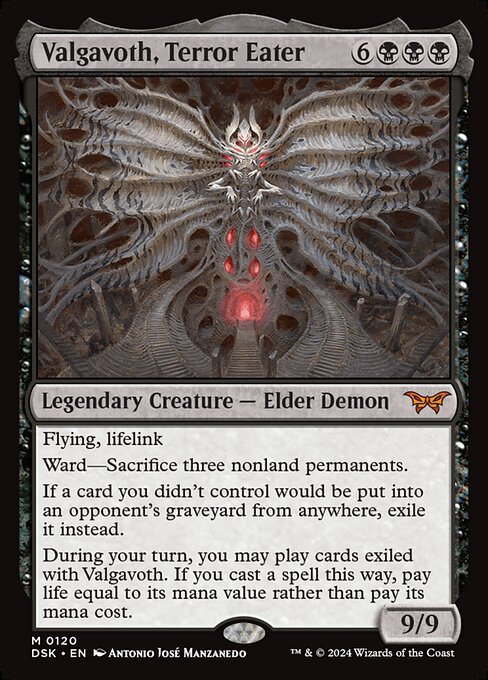 Valgavoth, Terror Eater 6
Legendary Creature — Elder Demon
Flying, lifelink
Ward—Sacrifice three nonland permanents.
If a card you didn't control would be put into
an opponent's graveyard from anywhere, exile
it instead.
During your turn, you may play cards exiled
with Valgavoth. If you cast a spell this way, pay
life equal to its mana value rather than pay its
mana cost.
9/9
M 0120
DSK • EN Antonio José Manzanedo
™ & © 2024 Wizards of the Coast